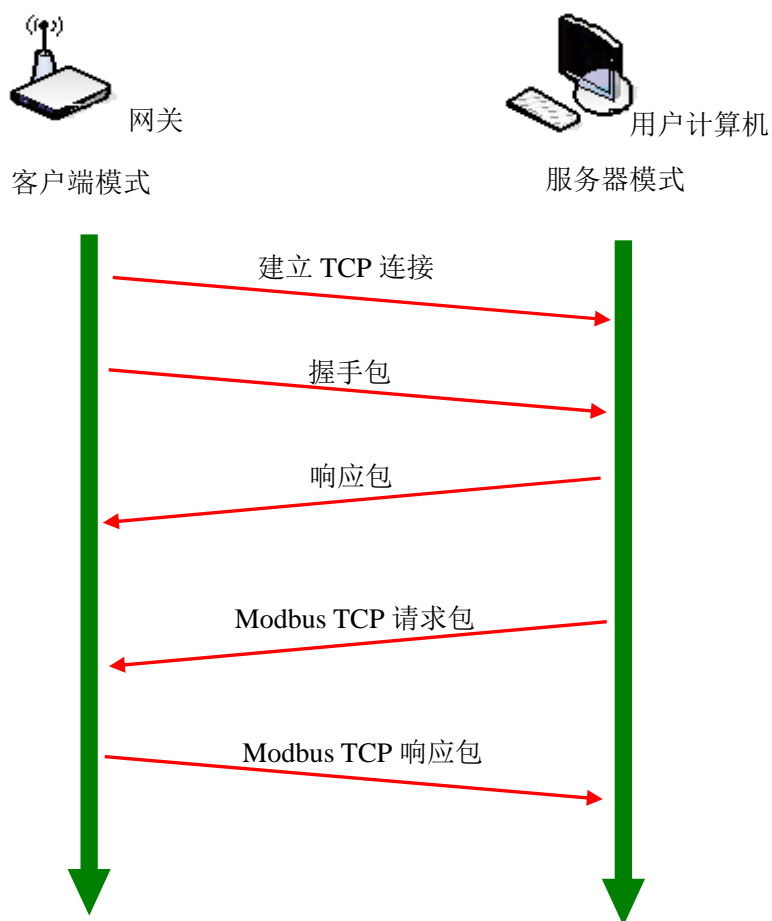 网关
用户计算机
客户端模式
服务器模式
建立 TCP 连接
握手包
响应包
Modbus TCP 请求包
Modbus TCP 响应包